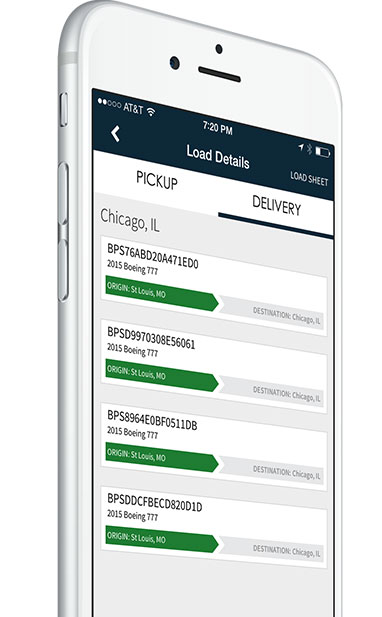 AT&T
7:20 PM
Load Details
LOAD SHEET
PICKUP
DELIVERY
Chicago, IL
BPS76ABD20A471ED0
2015 Boeing 777
ORIGIN: St Louis, MO
DESTINATION: Chicago, IL
BPSD9970308E56061
2015 Boeing 777
ORIGIN: St Louis, MO
DESTINATION: Chicago, IL
BPS8964E0BF0511DB
2015 Boeing 777
ORIGIN: St Louis, MO
DESTINATION: Chicago, IL
BPSDDCFBECD820D1D
2015 Boeing 777
ORIGIN: St Louis, MO
DESTINATION: Chicago, IL